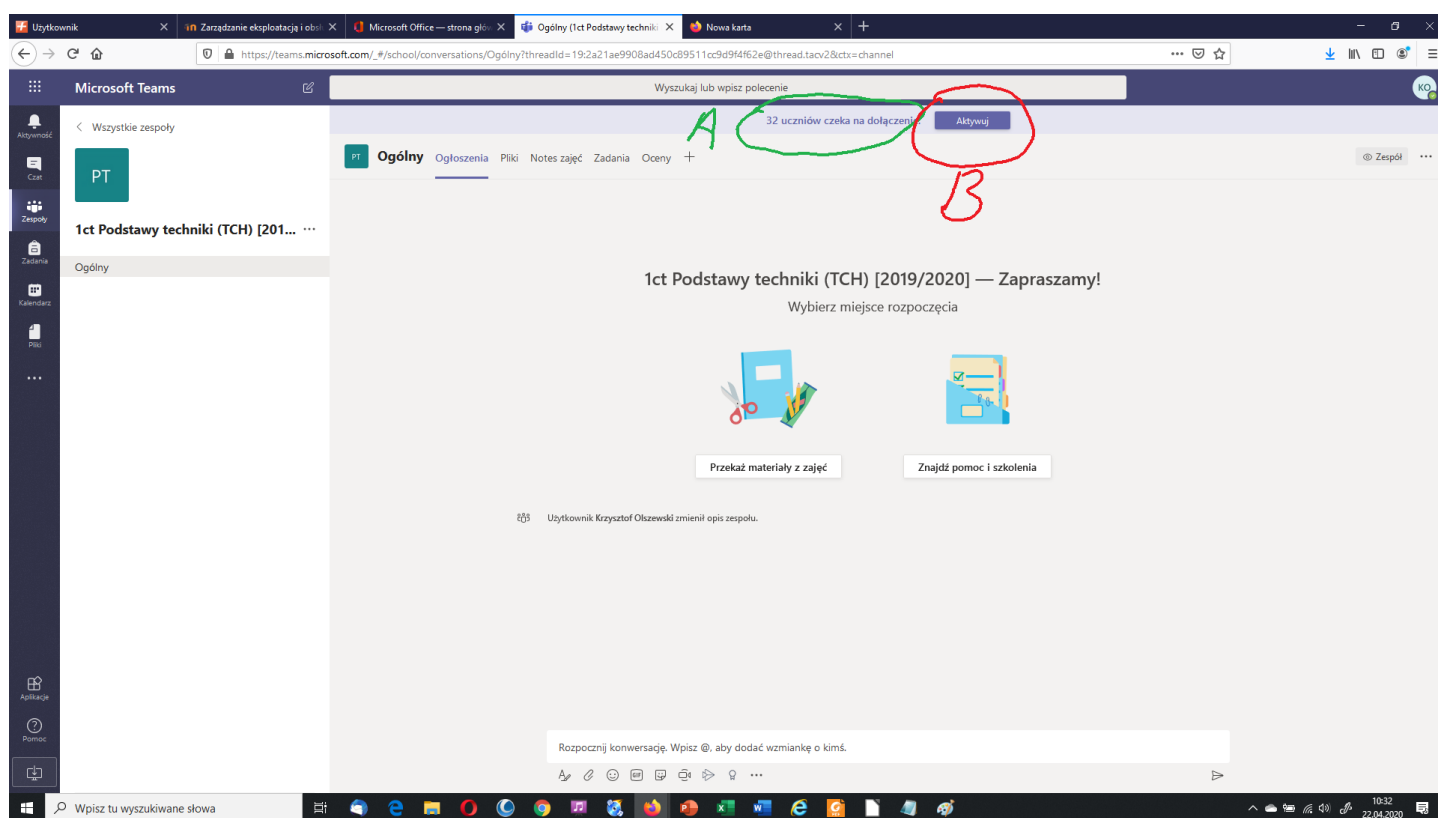 Użytkownik
Zarządzanie eksploatacją i obsł
Microsoft Office — strona głów
Ogólny (1ct Podstawy techniki
Nowa karta
https://teams.microsoft.com/_#/school/conversations/Ogólny?threadId=19:2a21ae9908ad450c89511cc9d9f4f62e@thread.tacv2&ctx=channel
Microsoft Teams
Wyszukaj lub wpisz polecenie
KO
Aktywność
Czat
Zespoły
Zadania
Kalendarz
Pliki
Aplikacje
Pomoc
Wszystkie zespoły
PT
1ct Podstawy techniki (TCH) [201...
Ogólny
A
32 uczniów czeka na dołączenie.
Aktywuj
B
PT
Ogólny Ogłoszenia Pliki Notes zajęć Zadania Oceny +
Zespół
1ct Podstawy techniki (TCH) [2019/2020] — Zapraszamy!
Wybierz miejsce rozpoczęcia
Przekaż materiały z zajęć
Znajdź pomoc i szkolenia
Użytkownik Krzysztof Olszewski zmienił opis zespołu.
Rozpocznij konwersację. Wpisz @, aby dodać wzmiankę o kimś.
GIF
Wpisz tu wyszukiwane słowa
10:32
22.04.2020